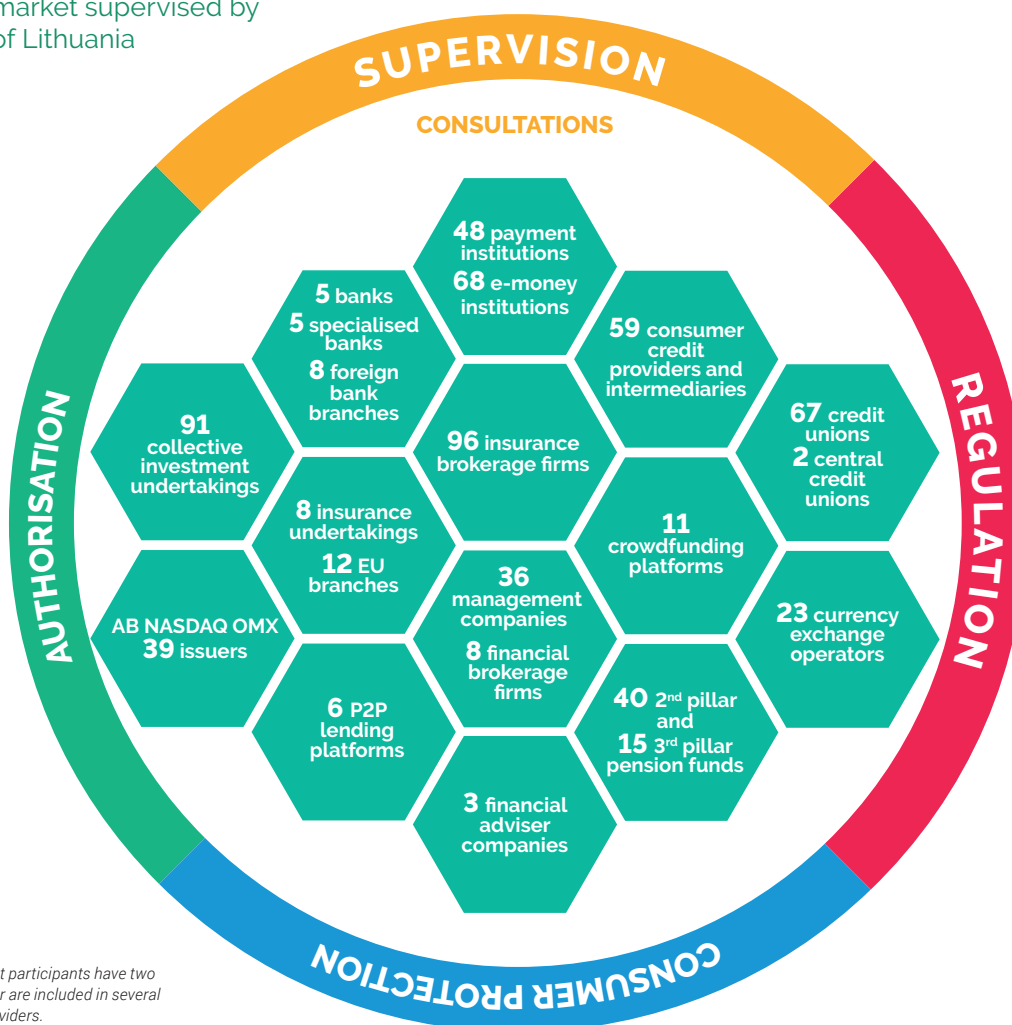 market supervised by
of Lithuania
SUPERVISION
CONSULTATIONS
48 payment
institutions
68 e-money
institutions
5 banks
5 specialised
banks
8 foreign
bank
branches
59 consumer
credit
providers and
intermediaries
91
collective
investment
undertakings
96 insurance
brokerage firms
67 credit
unions
2 central
credit
unions
AUTHORISATION
REGULATION
8 insurance
undertakings
12 EU
branches
11
crowdfunding
platforms
AB NASDAQ OMX
39 issuers
36
management
companies
8 financial
brokerage
firms
23 currency
exchange
operators
6 P2P
lending
platforms
40 2nd pillar
and
15 3rd pillar
pension funds
3 financial
adviser
companies
CONSUMER PROTECTION
participants have two
are included in several